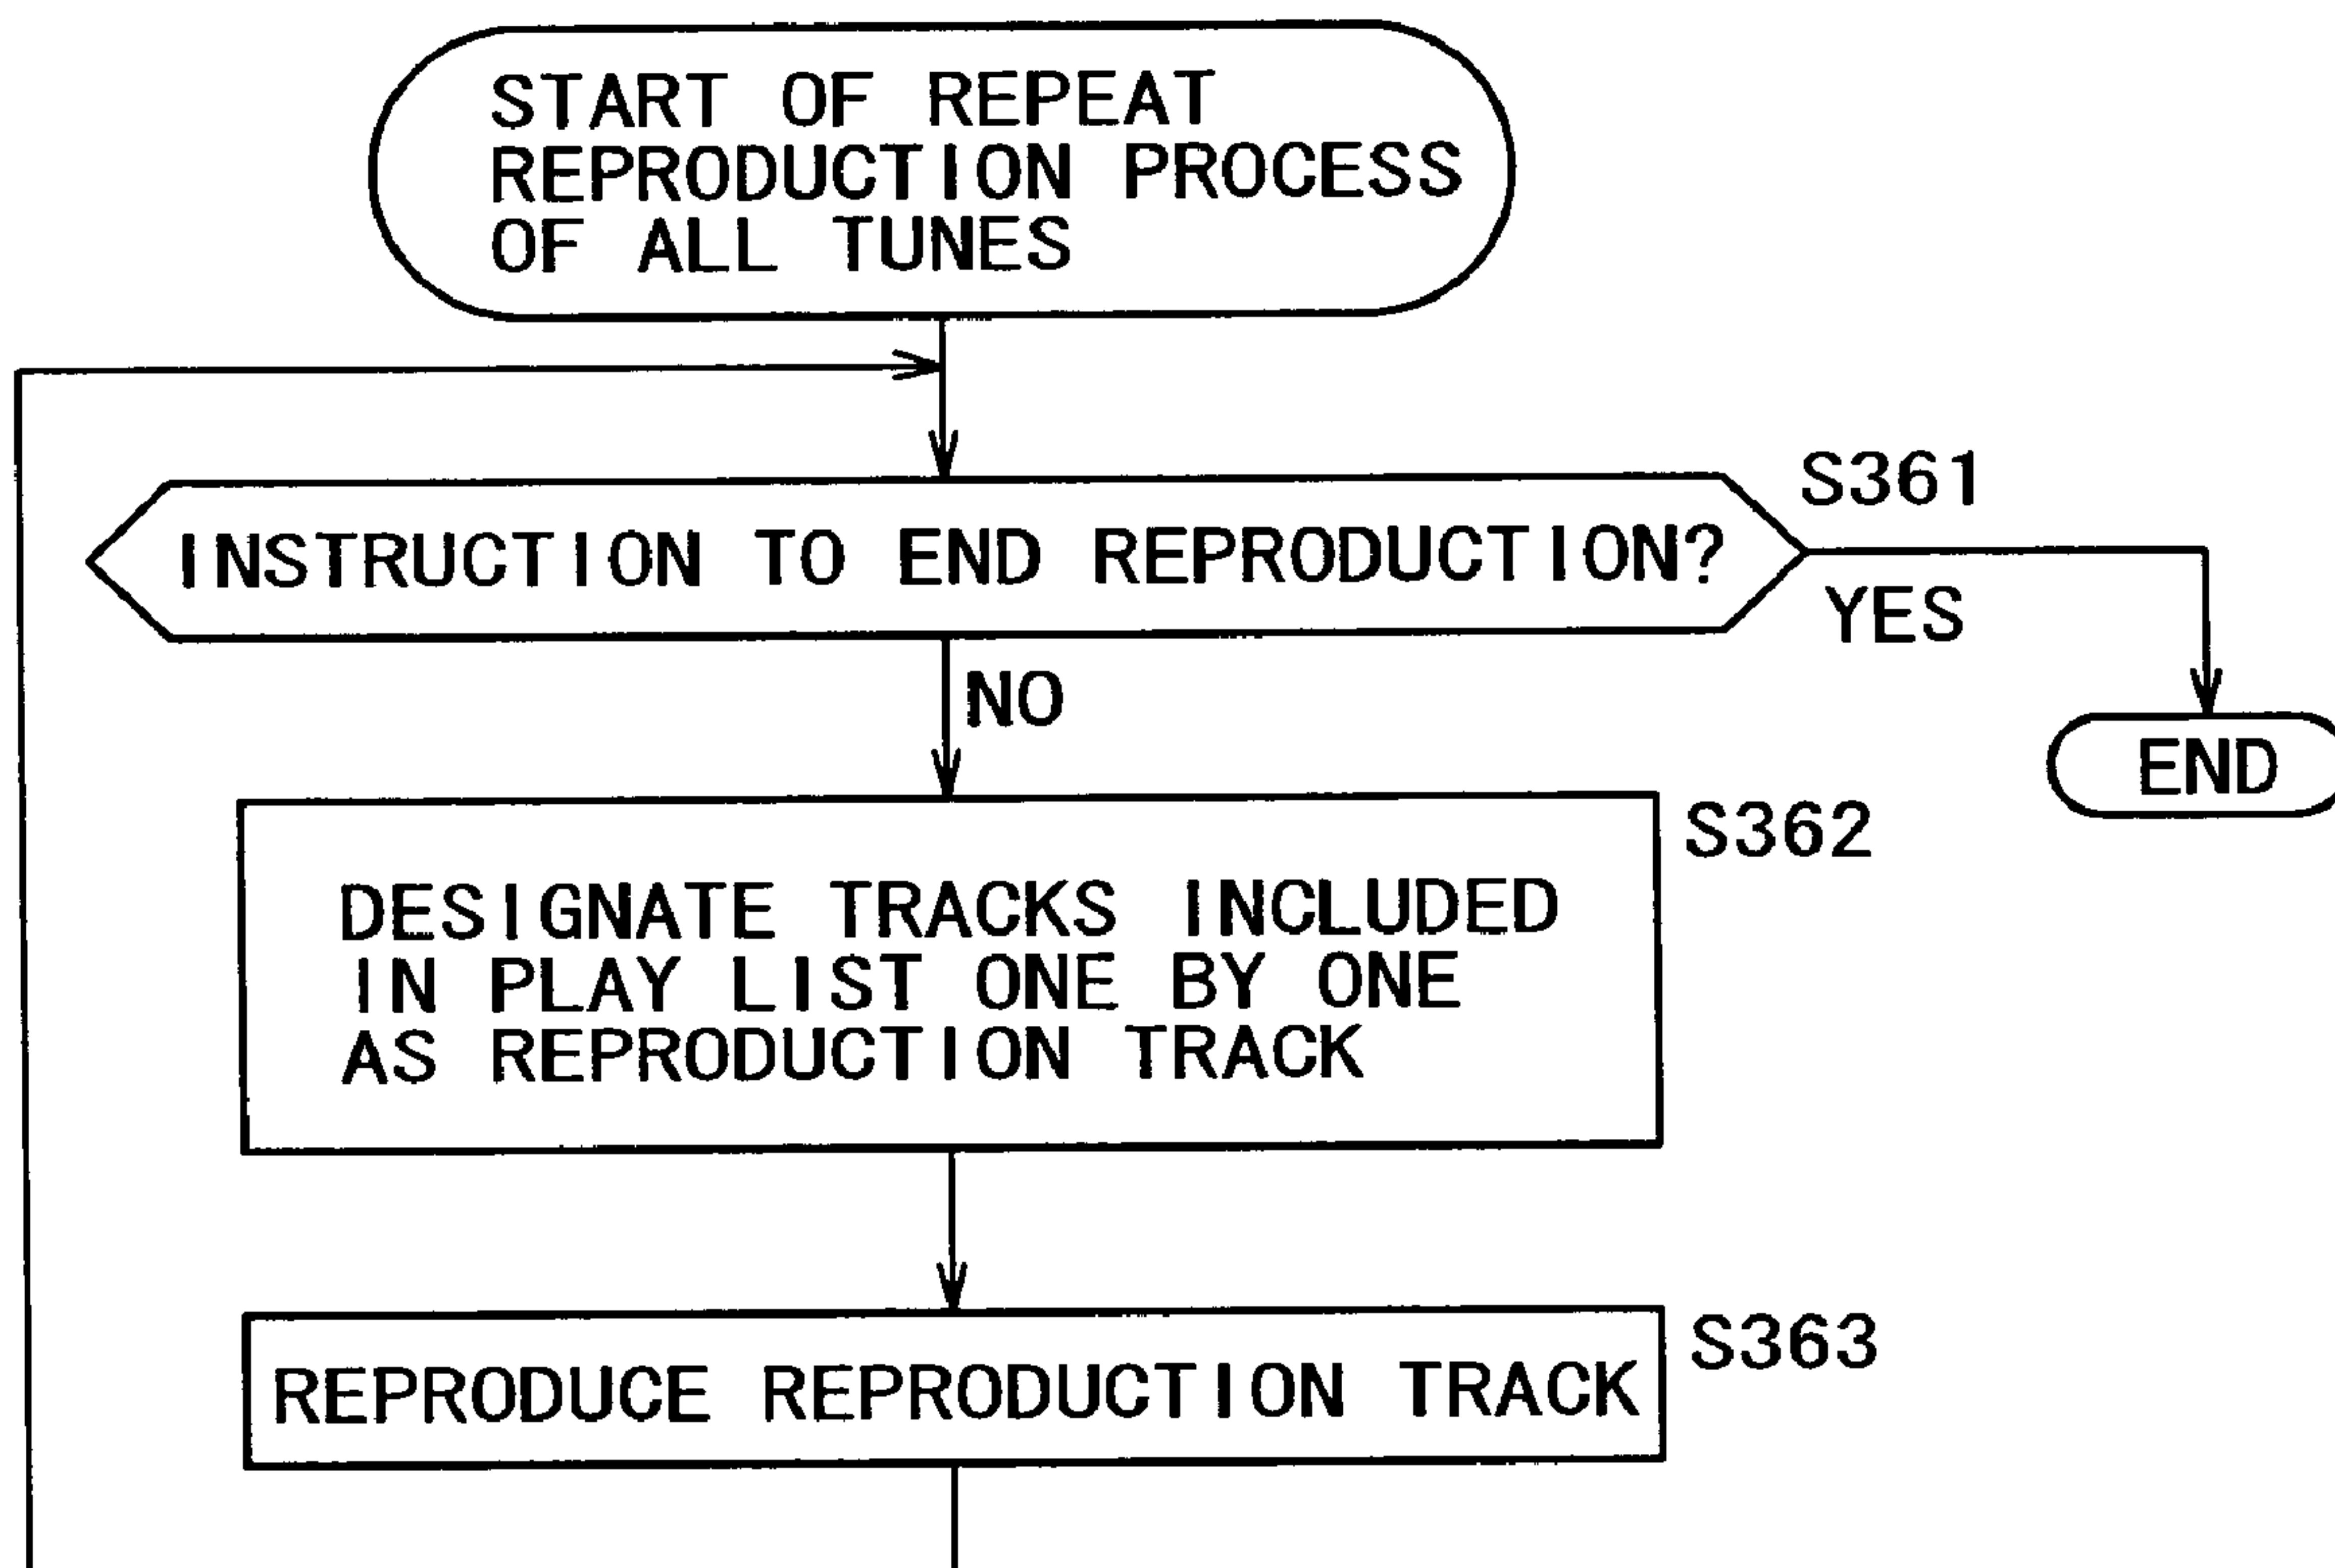 START OF REPEAT
REPRODUCTION PROCESS
OF ALL TUNES
S361
INSTRUCTION TO END REPRODUCTION?
YES
NO
END
S362
DESIGNATE TRACKS INCLUDED
IN PLAY LIST ONE BY ONE
AS REPRODUCTION TRACK
S363
REPRODUCE REPRODUCTION TRACK